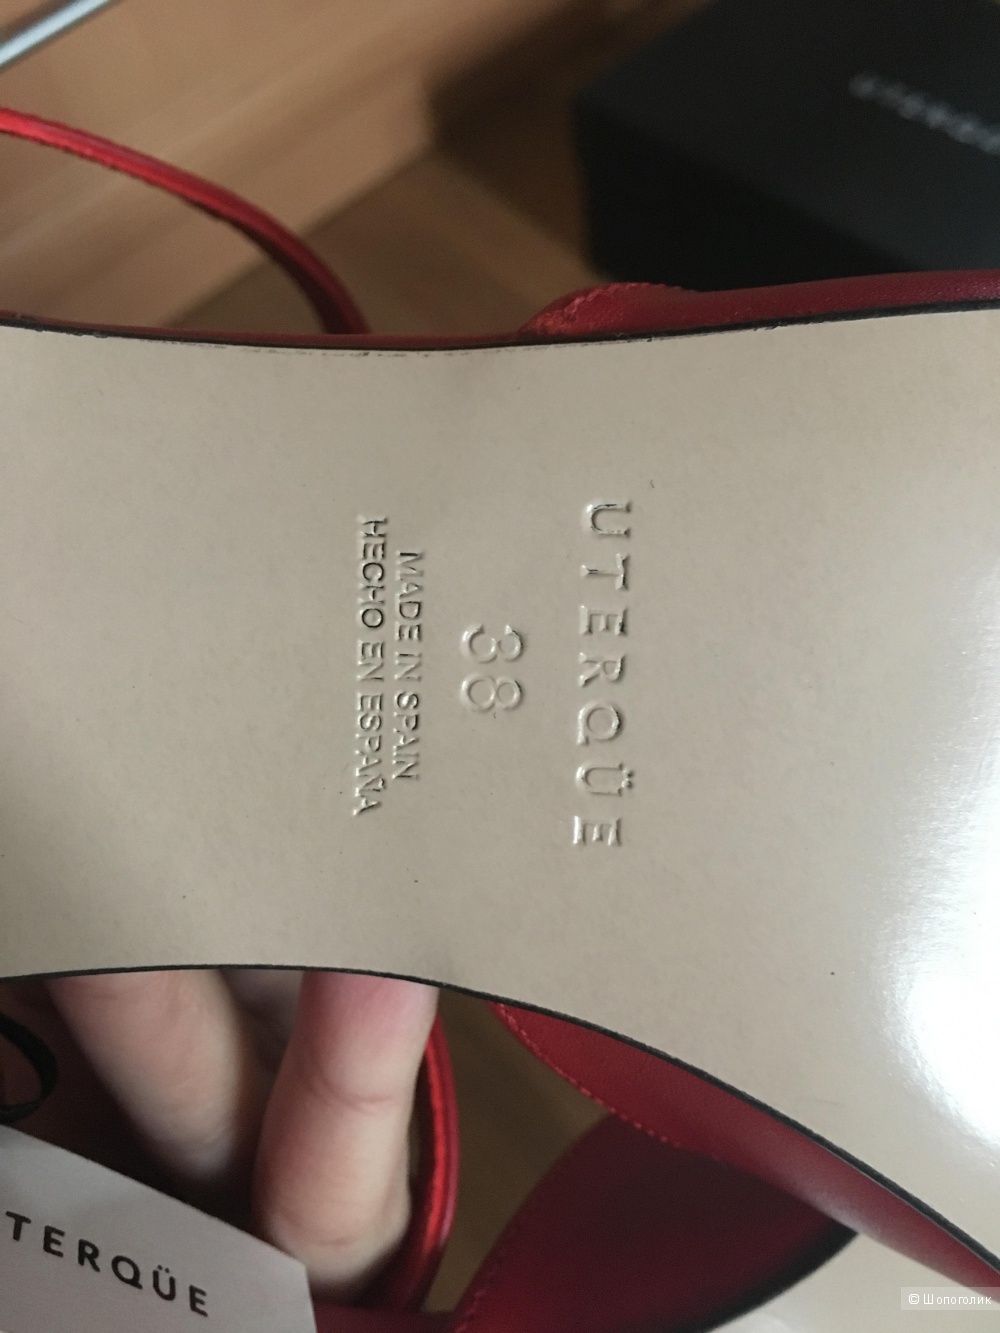 UTERQÜE
38
MADE IN SPAIN
HECHO EN ESPAÑA
TERQÜE
© Шопоголик